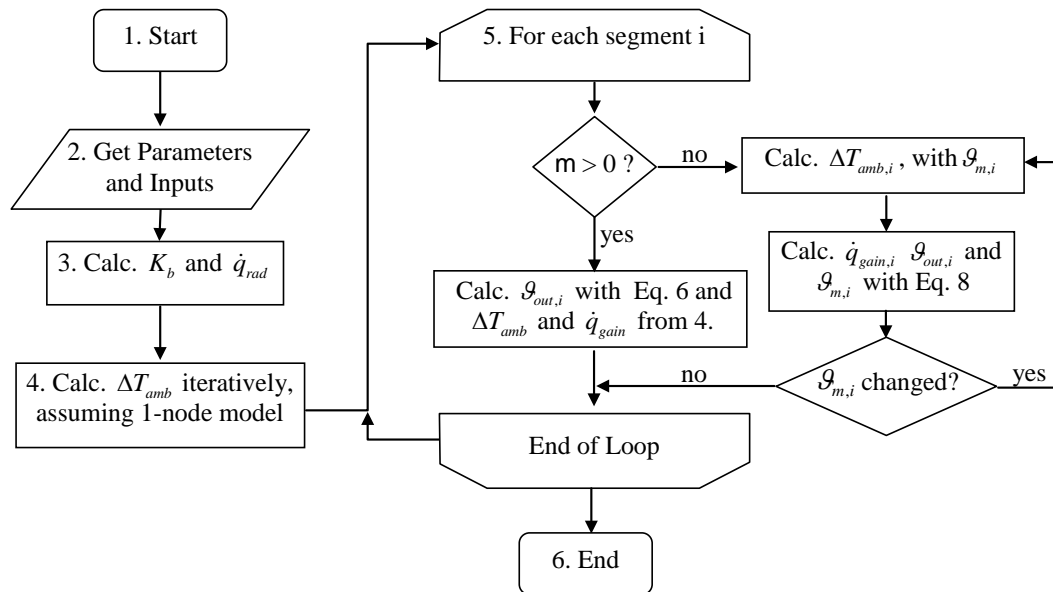 1. Start
2. Get Parameters
and Inputs
3. Calc. K_b and q̇_rad
4. Calc. ΔT_amb iteratively,
assuming 1-node model
5. For each segment i
m > 0 ?
no
yes
Calc. ϑ_out,i with Eq. 6 and
ΔT_amb and q̇_gain from 4.
Calc. ΔT_amb,i , with ϑ_m,i
Calc. q̇_gain,i ϑ_out,i and
ϑ_m,i with Eq. 8
ϑ_m,i changed?
no
yes
End of Loop
6. End